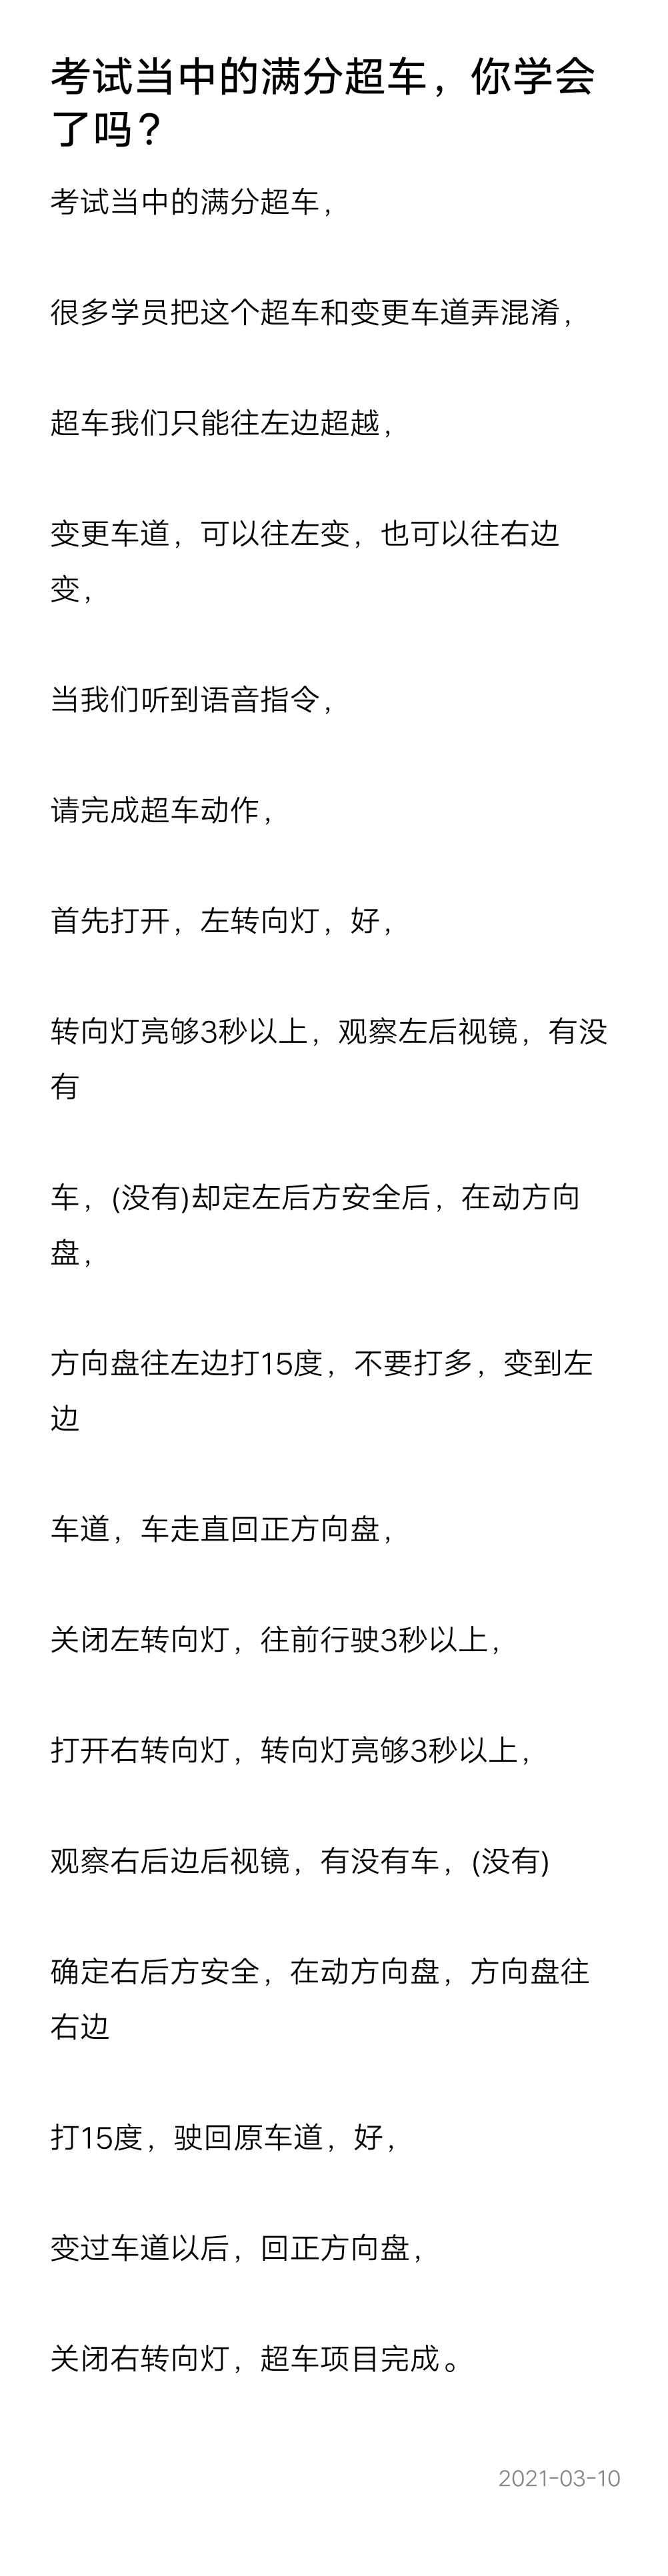 考试当中的满分超车，你学会
了吗？
考试当中的满分超车，
很多学员把这个超车和变更车道弄混淆，
超车我们只能往左边超越，
变更车道，可以往左变，也可以往右边
变，
当我们听到语音指令，
请完成超车动作，
首先打开，左转向灯，好，
转向灯亮够3秒以上，观察左后视镜，有没
有
车，(没有)却定左后方安全后，在动方向
盘，
方向盘往左边打15度，不要打多，变到左
边
车道，车走直回正方向盘，
关闭左转向灯，往前行驶3秒以上，
打开右转向灯，转向灯亮够3秒以上，
观察右后边后视镜，有没有车，(没有)
确定右后方安全，在动方向盘，方向盘往
右边
打15度，驶回原车道，好，
变过车道以后，回正方向盘，
关闭右转向灯，超车项目完成。
2021-03-10